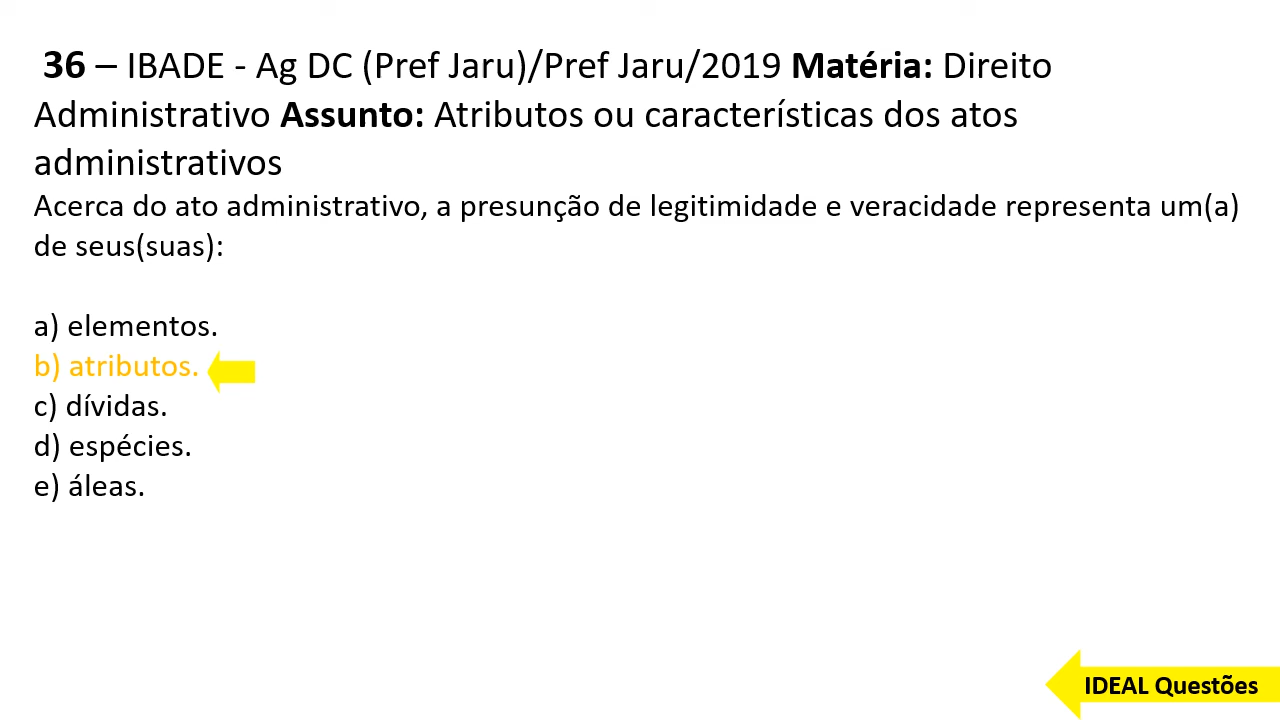 36 – IBADE - Ag DC (Pref Jaru)/Pref Jaru/2019 Matéria: Direito
Administrativo Assunto: Atributos ou características dos atos
administrativos
Acerca do ato administrativo, a presunção de legitimidade e veracidade representa um(a)
de seus(suas):
a) elementos.
b) atributos.
c) dívidas.
d) espécies.
e) áleas.
IDEAL Questões